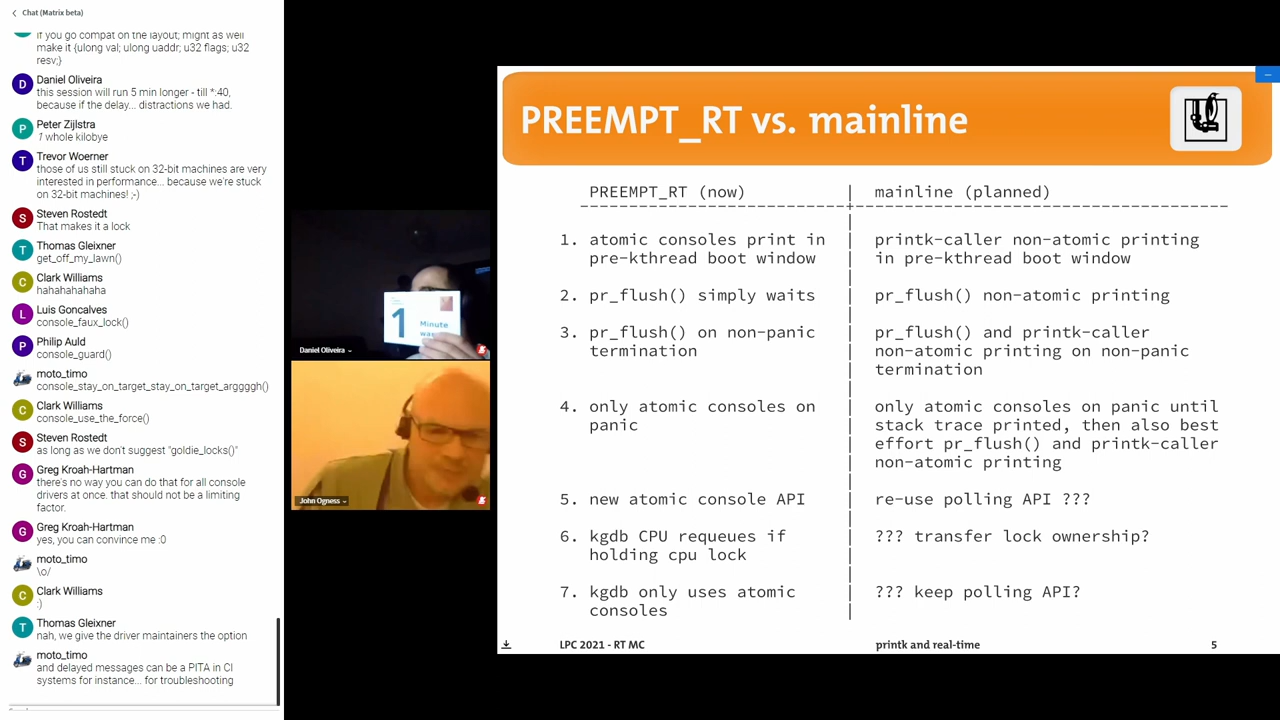 Chat (Matrix beta)
if you go compat on the layout; might as well
make it {ulong val; ulong uaddr; u32 flags; u32
resv;}
D
Daniel Oliveira
this session will run 5 min longer - till *:40,
because if the delay... distractions we had.
P
Peter Zijlstra
1 whole kilobye
T
Trevor Woerner
those of us still stuck on 32-bit machines are very
interested in performance... because we're stuck
on 32-bit machines! ;-)
S
Steven Rostedt
That makes it a lock
T
Thomas Gleixner
get_off_my_lawn()
C
Clark Williams
hahahahahaha
L
Luis Goncalves
console_faux_lock()
P
Philip Auld
console_guard()
moto_timo
console_stay_on_target_stay_on_target_arggggh()
C
Clark Williams
console_use_the_force()
S
Steven Rostedt
as long as we don't suggest "goldie_locks()"
G
Greg Kroah-Hartman
there's no way you can do that for all console
drivers at once. that should not be a limiting
factor.
G
Greg Kroah-Hartman
yes, you can convince me :0
moto_timo
\o/
C
Clark Williams
:)
T
Thomas Gleixner
nah, we give the driver maintainers the option
moto_timo
and delayed messages can be a PITA in CI
systems for instance... for troubleshooting
1 Minute
Daniel Oliveira
John Ogness
PREEMPT_RT vs. mainline
PREEMPT_RT (now) | mainline (planned)
1. atomic consoles print in | printk-caller non-atomic printing
pre-kthread boot window | in pre-kthread boot window
2. pr_flush() simply waits | pr_flush() non-atomic printing
3. pr_flush() on non-panic | pr_flush() and printk-caller
termination | non-atomic printing on non-panic
termination
4. only atomic consoles on | only atomic consoles on panic until
panic | stack trace printed, then also best
effort pr_flush() and printk-caller
non-atomic printing
5. new atomic console API | re-use polling API ???
6. kgdb CPU requeues if | ??? transfer lock ownership?
holding cpu lock
7. kgdb only uses atomic | ??? keep polling API?
consoles
LPC 2021 - RT MC
printk and real-time
5